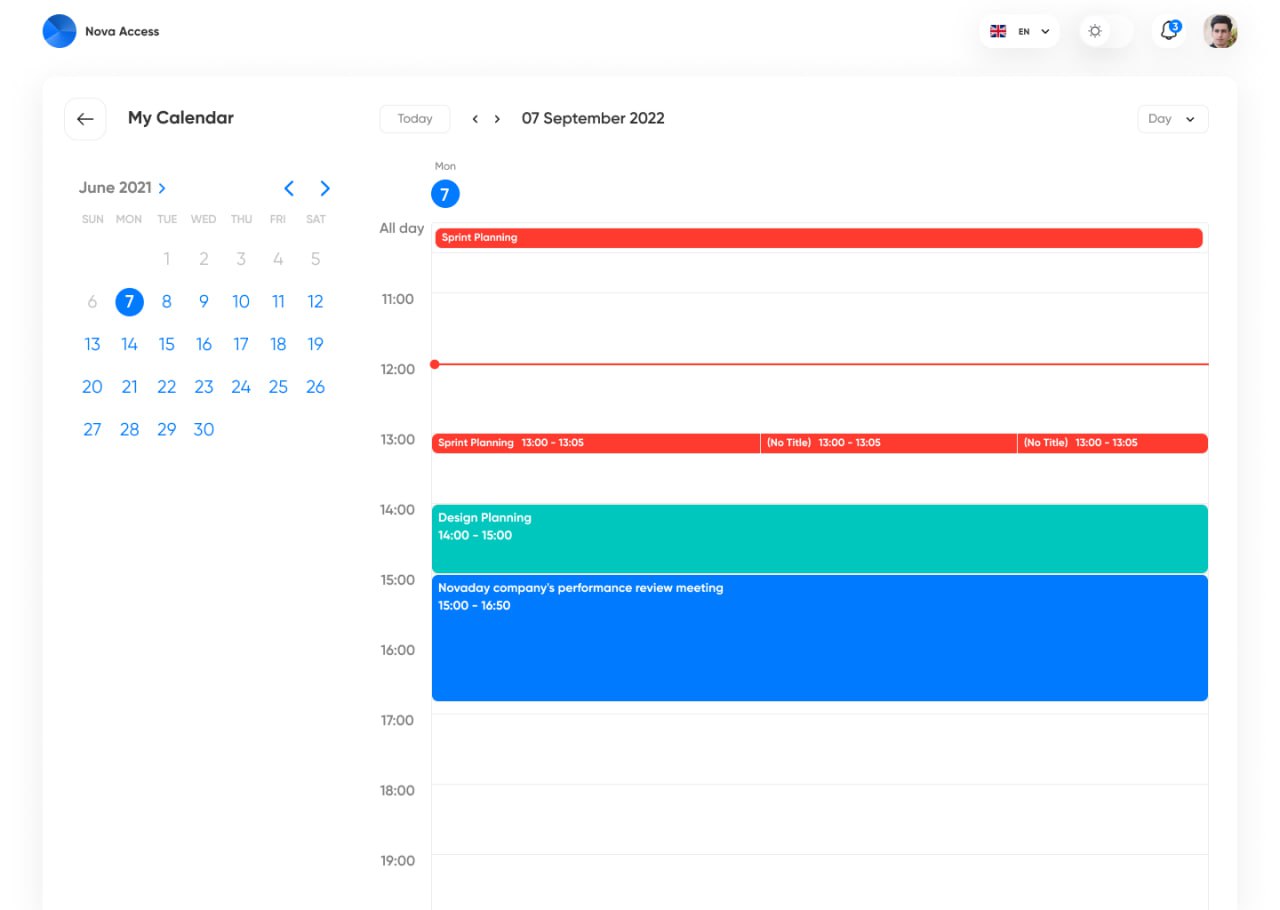 Nova Access
EN
3
My Calendar
Today
07 September 2022
Day
June 2021
SUN MON TUE WED THU FRI SAT
1 2 3 4 5
6 7 8 9 10 11 12
13 14 15 16 17 18 19
20 21 22 23 24 25 26
27 28 29 30
Mon
7
All day
Sprint Planning
11:00
12:00
13:00
Sprint Planning 13:00 - 13:05
(No Title) 13:00 - 13:05
(No Title) 13:00 - 13:05
14:00
Design Planning
14:00 - 15:00
15:00
Novaday company's performance review meeting
15:00 - 16:50
16:00
17:00
18:00
19:00